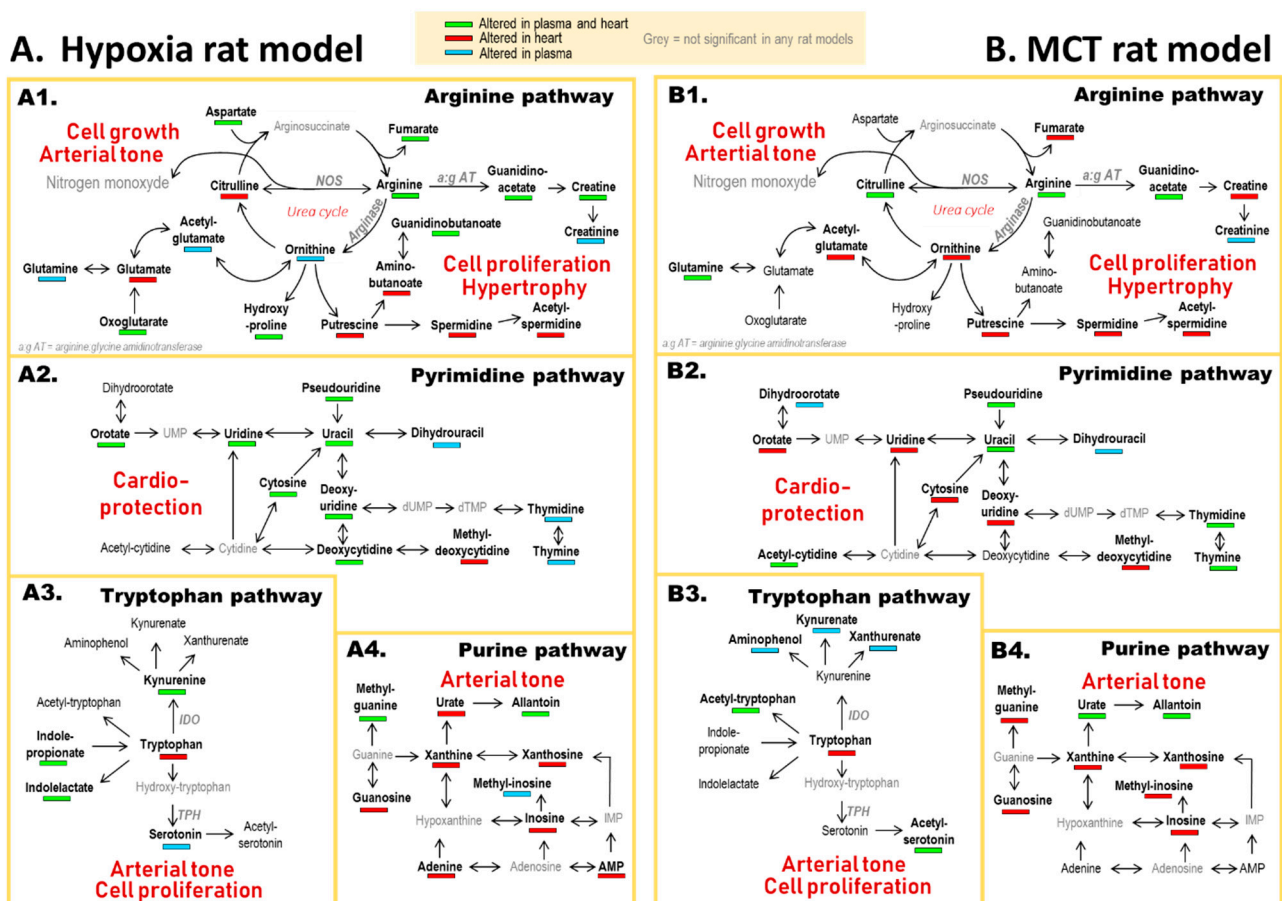 A. Hypoxia rat model
Altered in plasma and heart
Altered in heart
Altered in plasma
Grey = not significant in any rat models
B. MCT rat model
A1.
Arginine pathway
Aspartate
Arginosuccinate
Fumarate
Cell growth
Arterial tone
Nitrogen monoxyde
Citrulline
NOS
Arginine
a:g AT
Guanidino-
acetate
Creatine
Urea cycle
Arginase
Guanidinobutanoate
Creatinine
Acetyl-
glutamate
Ornithine
Glutamine
Glutamate
Amino-
butanoate
Cell proliferation
Hypertrophy
Oxoglutarate
Hydroxy
-proline
Putrescine
Spermidine
Acetyl-
spermidine
a:g AT = arginine:glycine amidinotransferase
B1.
Arginine pathway
Aspartate
Arginosuccinate
Fumarate
Cell growth
Artertial tone
Nitrogen monoxyde
Citrulline
NOS
Arginine
a:g AT
Guanidino-
acetate
Creatine
Urea cycle
Arginase
Guanidinobutanoate
Creatinine
Acetyl-
glutamate
Ornithine
Glutamine
Glutamate
Amino-
butanoate
Cell proliferation
Hypertrophy
Oxoglutarate
Hydroxy
-proline
Putrescine
Spermidine
Acetyl-
spermidine
a:g AT = arginine:glycine amidinotransferase
A2.
Pyrimidine pathway
Dihydroorotate
Pseudouridine
Orotate
UMP
Uridine
Uracil
Dihydrouracil
Cardio-
protection
Cytosine
Deoxy-
uridine
dUMP
dTMP
Thymidine
Acetyl-cytidine
Cytidine
Deoxycytidine
Methyl-
deoxycytidine
Thymine
B2.
Pyrimidine pathway
Dihydroorotate
Pseudouridine
Orotate
UMP
Uridine
Uracil
Dihydrouracil
Cardio-
protection
Cytosine
Deoxy-
uridine
dUMP
dTMP
Thymidine
Acetyl-cytidine
Cytidine
Deoxycytidine
Methyl-
deoxycytidine
Thymine
A3.
Tryptophan pathway
Kynurenate
Aminophenol
Xanthurenate
Kynurenine
Acetyl-tryptophan
IDO
Indole-
propionate
Tryptophan
Indolelactate
Hydroxy-tryptophan
TPH
Serotonin
Acetyl-
serotonin
Arterial tone
Cell proliferation
A4.
Purine pathway
Arterial tone
Methyl-
guanine
Urate
Allantoin
Guanine
Xanthine
Xanthosine
Guanosine
Methyl-inosine
Hypoxanthine
Inosine
IMP
Adenine
Adenosine
AMP
B3.
Tryptophan pathway
Kynurenate
Aminophenol
Xanthurenate
Kynurenine
Acetyl-tryptophan
IDO
Indole-
propionate
Tryptophan
Indolelactate
Hydroxy-tryptophan
TPH
Serotonin
Acetyl-
serotonin
Arterial tone
Cell proliferation
B4.
Purine pathway
Arterial tone
Methyl-
guanine
Urate
Allantoin
Guanine
Xanthine
Xanthosine
Guanosine
Methyl-inosine
Hypoxanthine
Inosine
IMP
Adenine
Adenosine
AMP